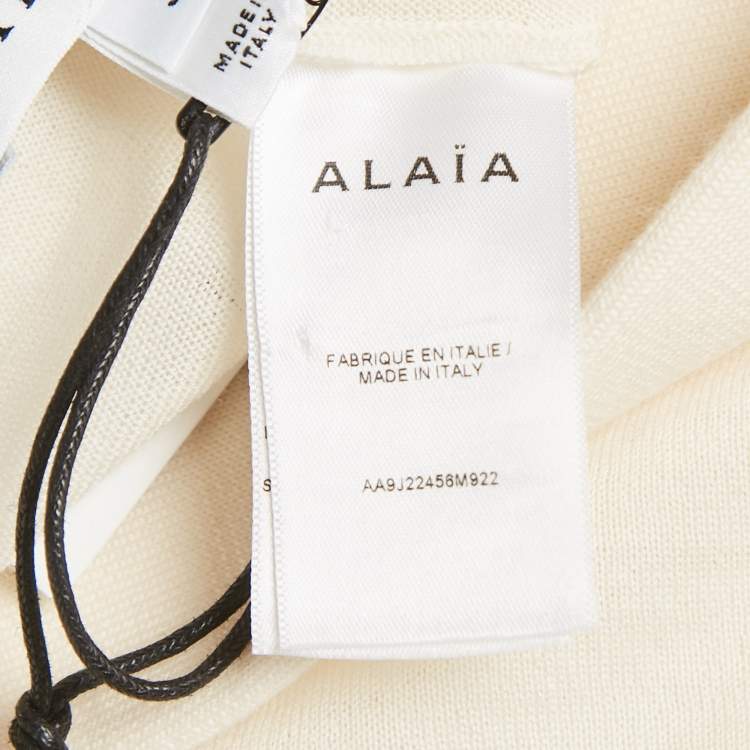 MADE IN
ITALY
ALAÏA
FABRIQUE EN ITALIE /
MADE IN ITALY
AA9J22456M922